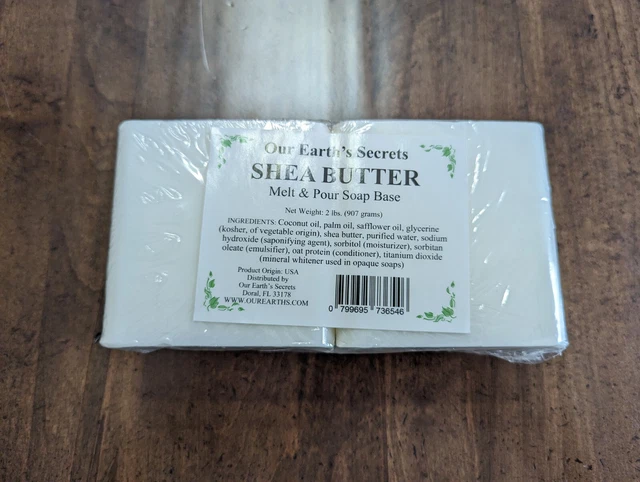 Our Earth's Secrets
SHEA BUTTER
Melt & Pour Soap Base
Net Weight: 2 lbs. (907 grams)
INGREDIENTS: Coconut oil, palm oil, safflower oil, glycerine
(kosher, of vegetable origin), shea butter, purified water, sodium
hydroxide (saponifying agent), sorbitol (moisturizer), sorbitan
oleate (emulsifier), oat protein (conditioner), titanium dioxide
(mineral whitener used in opaque soaps)
Product Origin: USA
Distributed by
Our Earth's Secrets
Doral, FL 33178
WWW.OUREARTHS.COM
0 799695 736546